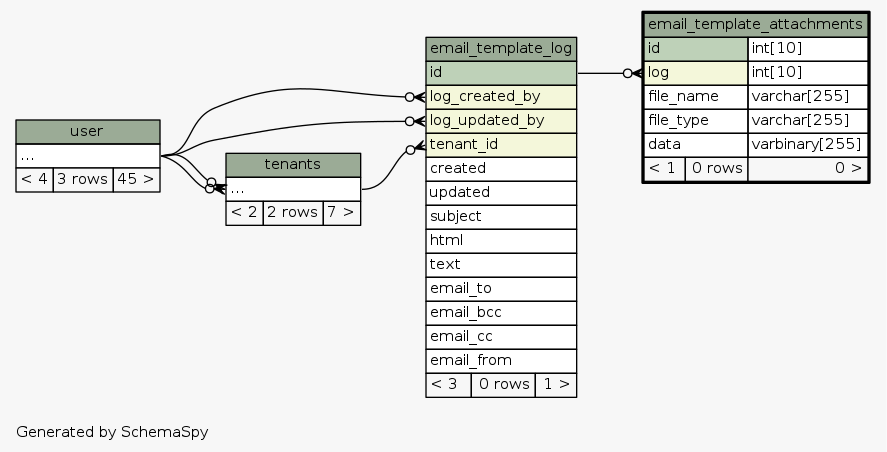 user
...
< 4 3 rows 45 >
tenants
...
< 2 2 rows 7 >
email_template_log
id
log_created_by
log_updated_by
tenant_id
created
updated
subject
html
text
email_to
email_bcc
email_cc
email_from
< 3 0 rows 1 >
email_template_attachments
id int[10]
log int[10]
file_name varchar[255]
file_type varchar[255]
data varbinary[255]
< 1 0 rows 0 >
Generated by SchemaSpy